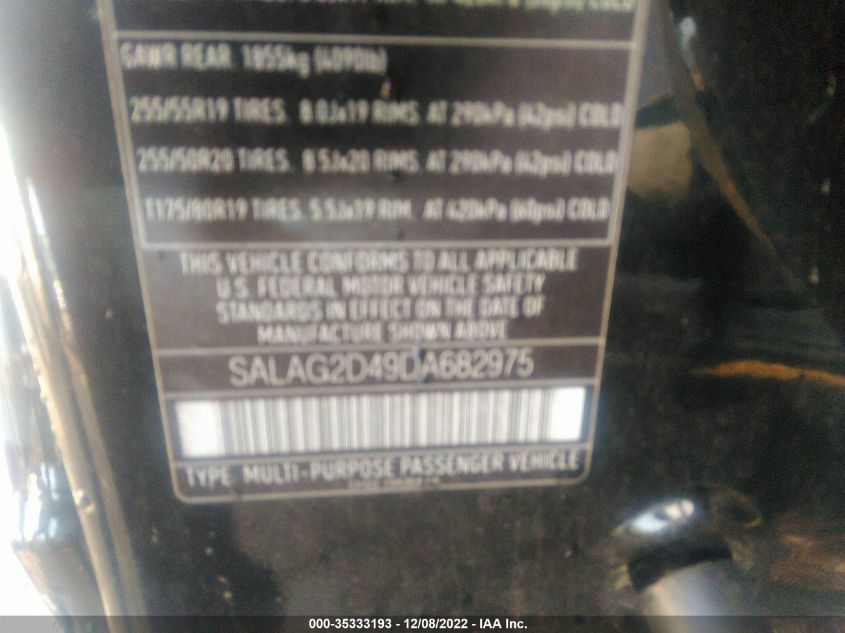 GAWR REAR 1855kg (4090lb)
255/55R19 TIRES. 8.0Jx19 RIMS. AT 290kPa (42psi) COLD
255/50R20 TIRES. 8.5Jx20 RIMS. AT 290kPa (42psi) COLD
T175/80R19 TIRES. 5.5Jx19 RIM. AT 420kPa (60psi) COLD
THIS VEHICLE CONFORMS TO ALL APPLICABLE
U.S. FEDERAL MOTOR VEHICLE SAFETY
STANDARDS IN EFFECT ON THE DATE OF
MANUFACTURE SHOWN ABOVE
SALAG2D49DA682975
TYPE: MULTI-PURPOSE PASSENGER VEHICLE
000-35333193 - 12/08/2022 - IAA Inc.